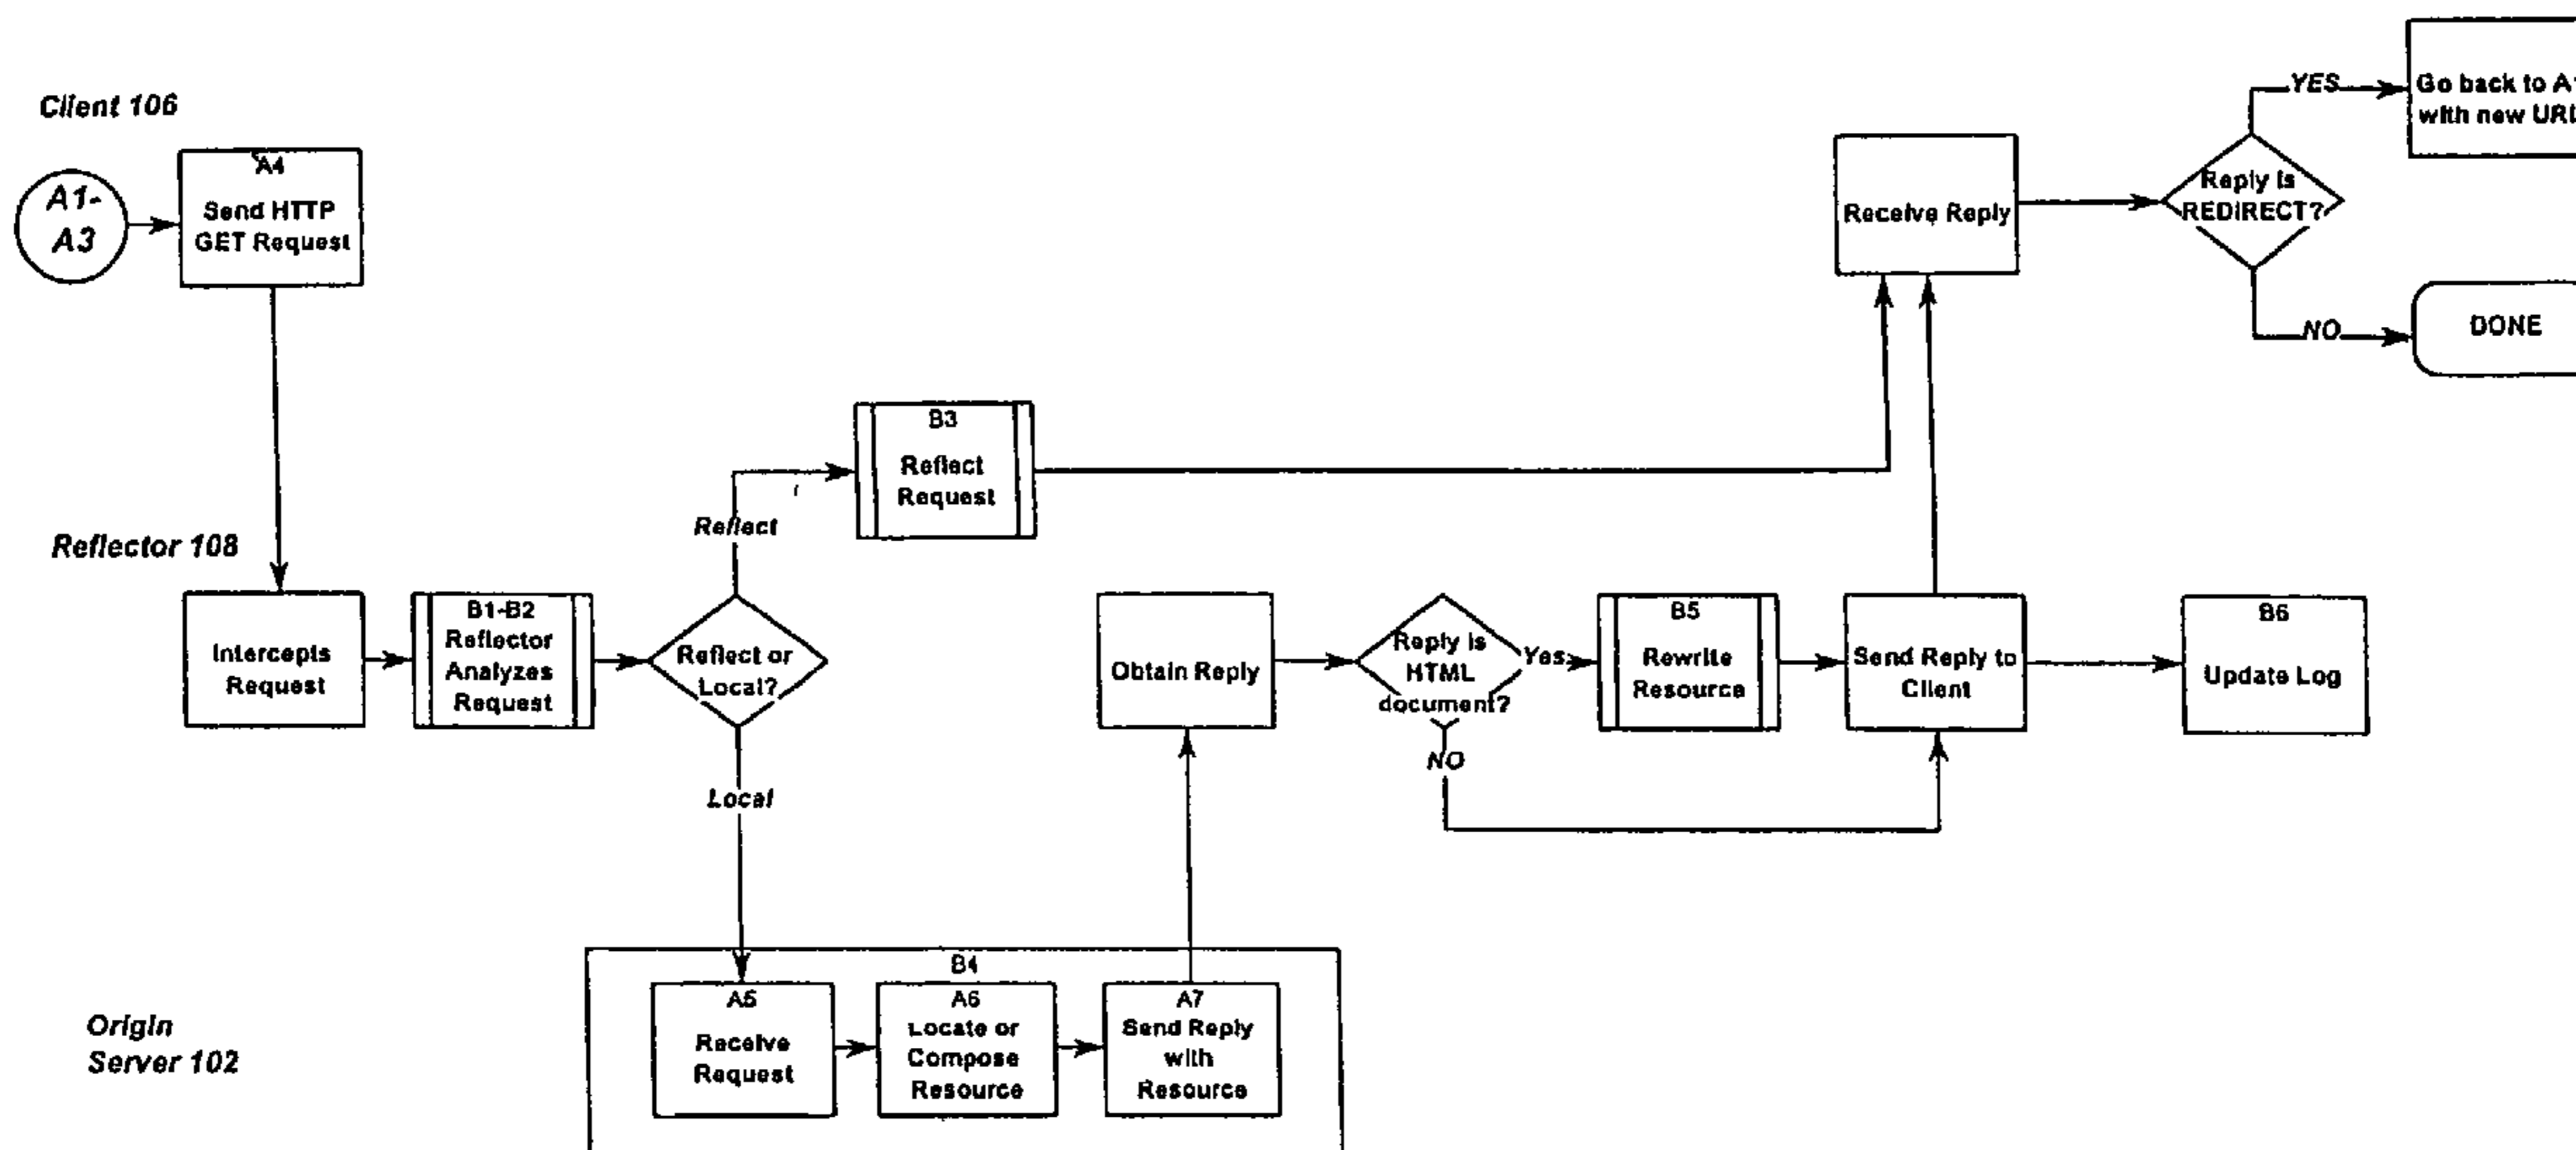 Client 106
A1-
A3
A4
Send HTTP
GET Request
Receive Reply
Reply is
REDIRECT?
YES
Go back to A1
with new URL
NO
DONE
B3
Reflect
Request
Reflect
Reflector 108
Intercepts
Request
B1-B2
Reflector
Analyzes
Request
Reflect or
Local?
Local
Obtain Reply
Reply is
HTML
document?
Yes
NO
B5
Rewrite
Resource
Send Reply to
Client
B6
Update Log
Origin
Server 102
B4
A5
Receive
Request
A6
Locate or
Compose
Resource
A7
Send Reply
with
Resource